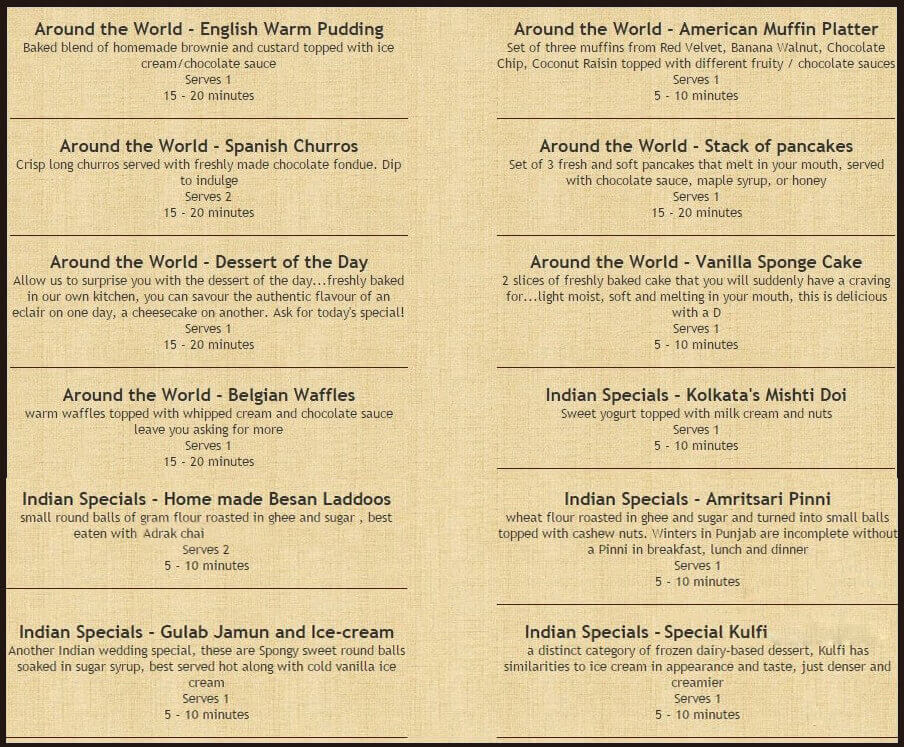 Around the World - English Warm Pudding
Baked blend of homemade brownie and custard topped with ice
cream/chocolate sauce
Serves 1
15 - 20 minutes
Around the World - Spanish Churros
Crisp long churros served with freshly made chocolate fondue. Dip
to indulge
Serves 2
15 - 20 minutes
Around the World - Dessert of the Day
Allow us to surprise you with the dessert of the day...freshly baked
in our own kitchen, you can savour the authentic flavour of an
eclair on one day, a cheesecake on another. Ask for today's special!
Serves 1
15 - 20 minutes
Around the World - Belgian Waffles
warm waffles topped with whipped cream and chocolate sauce
leave you asking for more
Serves 1
15 - 20 minutes
Indian Specials - Home made Besan Laddoos
small round balls of gram flour roasted in ghee and sugar , best
eaten with Adrak chai
Serves 2
5 - 10 minutes
Indian Specials - Gulab Jamun and Ice-cream
Another Indian wedding special, these are Spongy sweet round balls
soaked in sugar syrup, best served hot along with cold vanilla ice
cream
Serves 1
5 - 10 minutes
Around the World - American Muffin Platter
Set of three muffins from Red Velvet, Banana Walnut, Chocolate
Chip, Coconut Raisin topped with different fruity / chocolate sauces
Serves 1
5 - 10 minutes
Around the World - Stack of pancakes
Set of 3 fresh and soft pancakes that melt in your mouth, served
with chocolate sauce, maple syrup, or honey
Serves 1
15 - 20 minutes
Around the World - Vanilla Sponge Cake
2 slices of freshly baked cake that you will suddenly have a craving
for...light moist, soft and melting in your mouth, this is delicious
with a D
Serves 1
5 - 10 minutes
Indian Specials - Kolkata's Mishti Doi
Sweet yogurt topped with milk cream and nuts
Serves 1
5 - 10 minutes
Indian Specials - Amritsari Pinni
wheat flour roasted in ghee and sugar and turned into small balls
topped with cashew nuts. Winters in Punjab are incomplete without
a Pinni in breakfast, lunch and dinner
Serves 1
5 - 10 minutes
Indian Specials - Special Kulfi
a distinct category of frozen dairy-based dessert, Kulfi has
similarities to ice cream in appearance and taste, just denser and
creamier
Serves 1
5 - 10 minutes